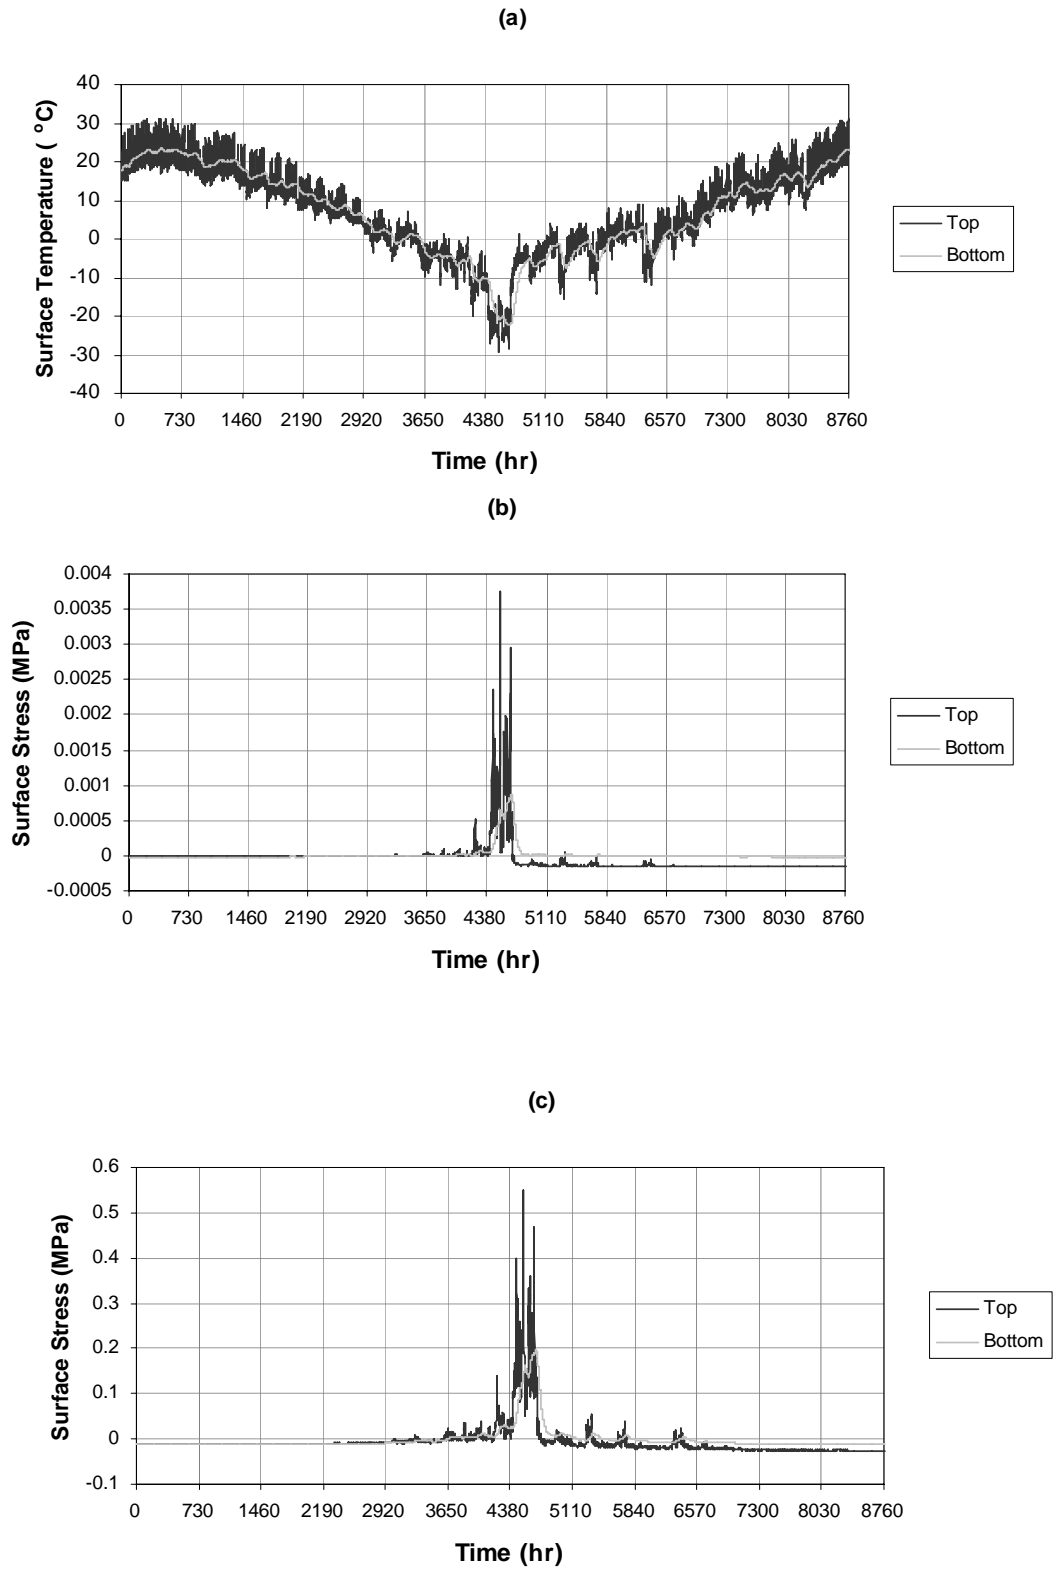 (a)
40
30
20
10
0
-10
-20
-30
-40
Surface Temperature ( °C)
0 730 1460 2190 2920 3650 4380 5110 5840 6570 7300 8030 8760
Time (hr)
Top
Bottom
(b)
0.004
0.0035
0.003
0.0025
0.002
0.0015
0.001
0.0005
0
-0.0005
Surface Stress (MPa)
0 730 1460 2190 2920 3650 4380 5110 5840 6570 7300 8030 8760
Time (hr)
Top
Bottom
(c)
0.6
0.5
0.4
0.3
0.2
0.1
0
-0.1
Surface Stress (MPa)
0 730 1460 2190 2920 3650 4380 5110 5840 6570 7300 8030 8760
Time (hr)
Top
Bottom